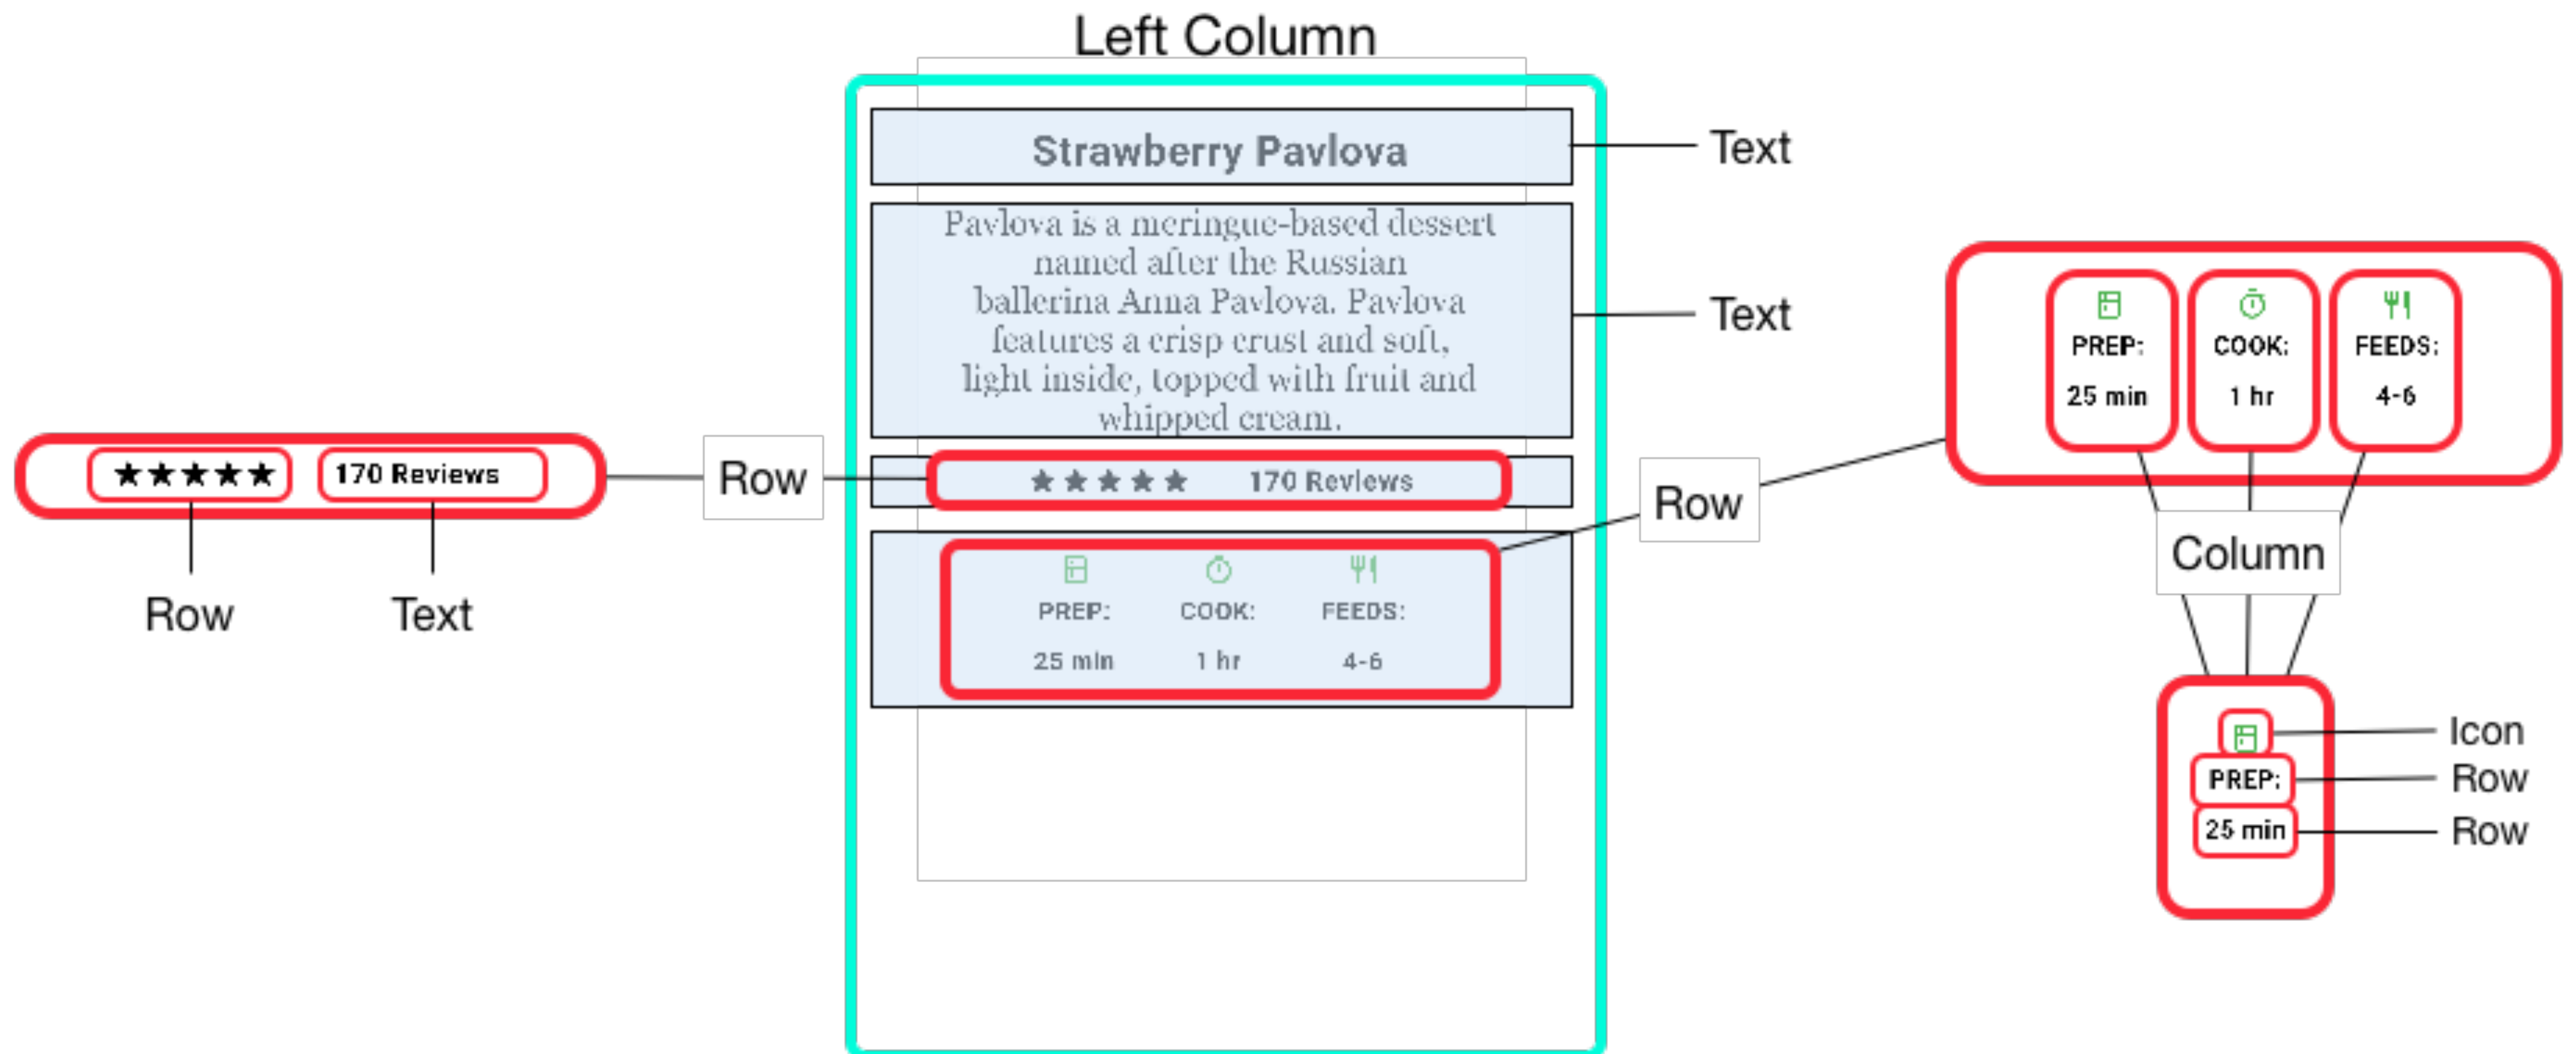 Left Column
Strawberry Pavlova
Text
Pavlova is a meringue-based dessert
named after the Russian
ballerina Anna Pavlova. Pavlova
features a crisp crust and soft,
light inside, topped with fruit and
whipped cream.
Text
★★★★★ 170 Reviews
Row
Text
Row
★★★★★ 170 Reviews
Row
PREP: COOK: FEEDS:
25 min 1 hr 4-6
PREP: COOK: FEEDS:
25 min 1 hr 4-6
Column
Icon
PREP:
Row
25 min
Row